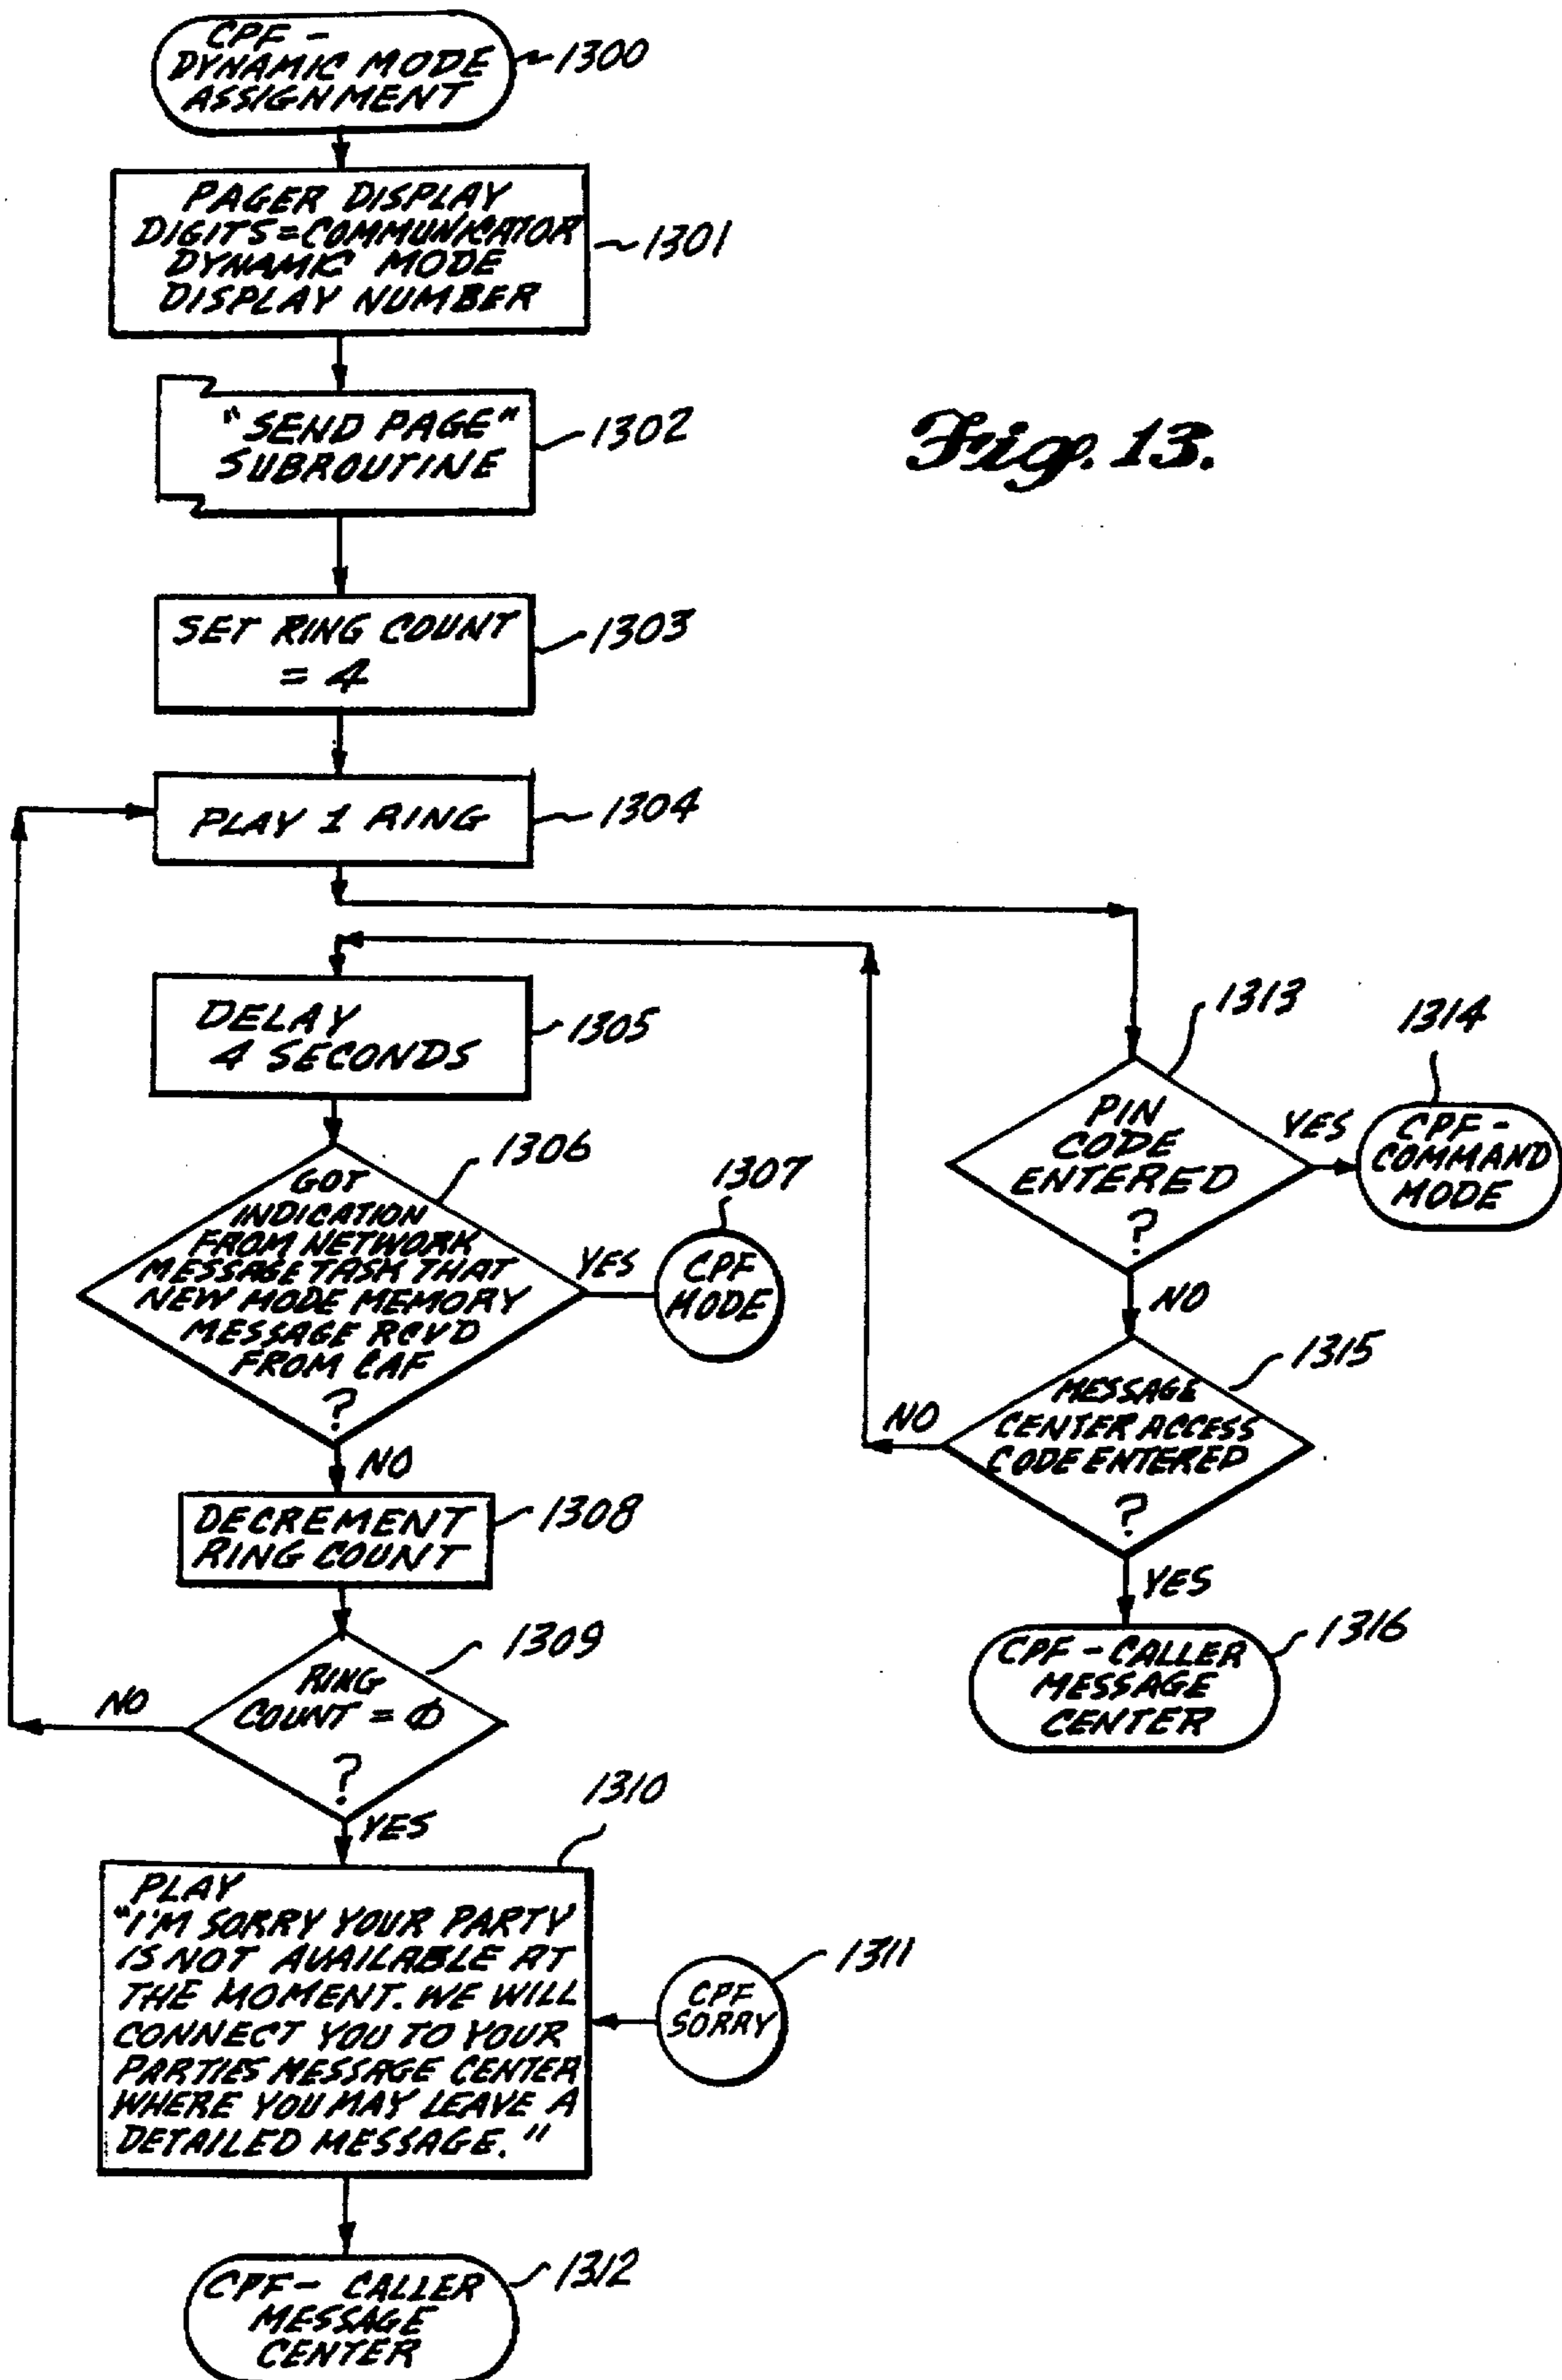 CPF -
DYNAMIC MODE
ASSIGNMENT
1300
PAGER DISPLAY
DIGITS=COMMUNICATOR
DYNAMIC MODE
DISPLAY NUMBER
1301
"SEND PAGE"
SUBROUTINE
1302
Fig. 13.
SET RING COUNT
= 4
1303
PLAY 1 RING
1304
DELAY
4 SECONDS
1305
GOT
INDICATION
FROM NETWORK
MESSAGE TASK THAT
NEW MODE MEMORY
MESSAGE RCVD
FROM CAF
?
1306
YES
CPF
MODE
1307
NO
DECREMENT
RING COUNT
1308
RING
COUNT = Ø
?
1309
NO
YES
PLAY
"I'M SORRY YOUR PARTY
IS NOT AVAILABLE AT
THE MOMENT. WE WILL
CONNECT YOU TO YOUR
PARTIES MESSAGE CENTER
WHERE YOU MAY LEAVE A
DETAILED MESSAGE."
1310
CPF
SORRY
1311
CPF - CALLER
MESSAGE
CENTER
1312
PIN
CODE
ENTERED
?
1313
YES
CPF -
COMMAND
MODE
1314
NO
MESSAGE
CENTER ACCESS
CODE ENTERED
?
1315
NO
YES
CPF - CALLER
MESSAGE
CENTER
1316